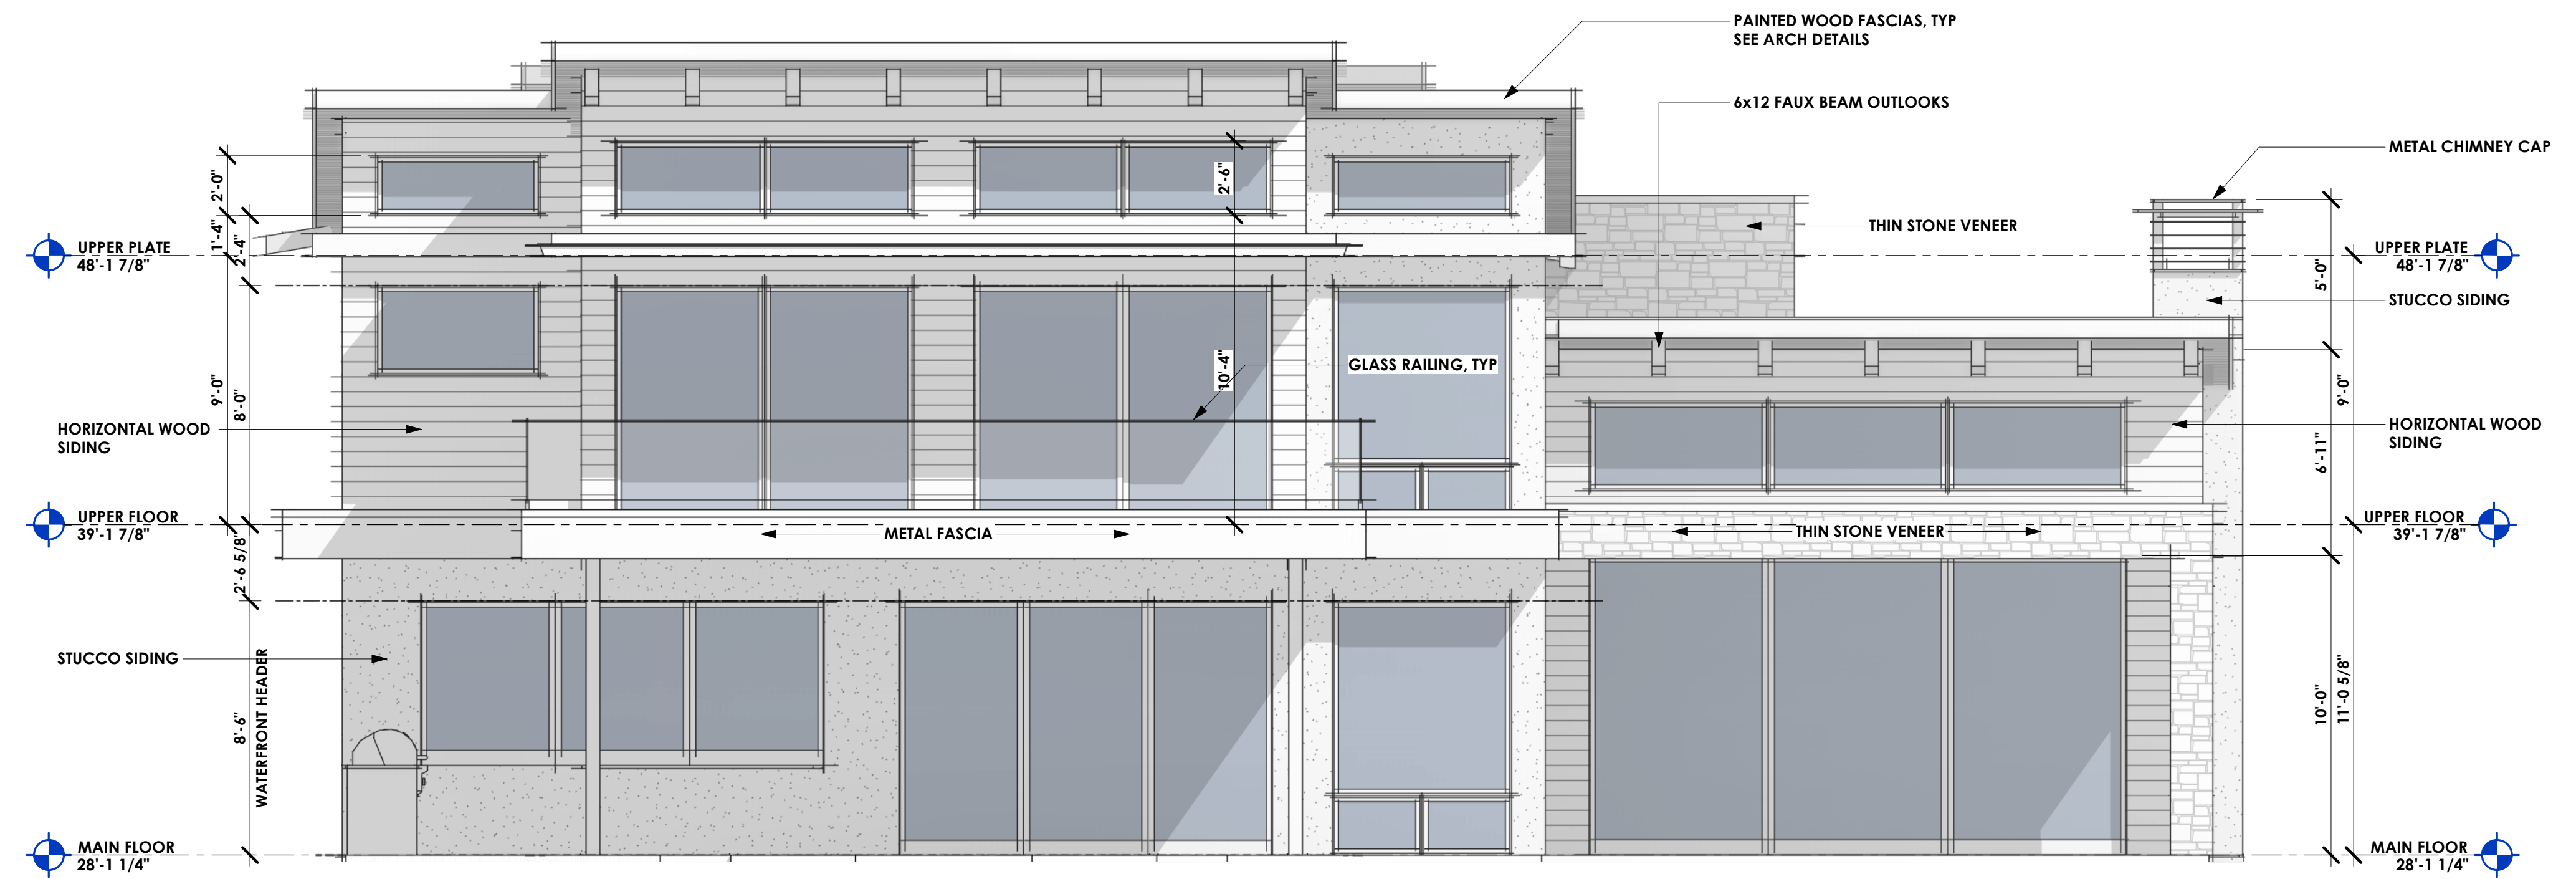 PAINTED WOOD FASCIAS, TYP
SEE ARCH DETAILS
6x12 FAUX BEAM OUTLOOKS
METAL CHIMNEY CAP
2'-0"
2'-6"
1'-4"
2'-4"
THIN STONE VENEER
UPPER PLATE
48'-1 7/8"
UPPER PLATE
48'-1 7/8"
5'-0"
STUCCO SIDING
9'-0"
8'-0"
10'-4"
GLASS RAILING, TYP
9'-0"
6'-11"
HORIZONTAL WOOD
SIDING
HORIZONTAL WOOD
SIDING
UPPER FLOOR
39'-1 7/8"
METAL FASCIA
THIN STONE VENEER
UPPER FLOOR
39'-1 7/8"
2'-6 5/8"
STUCCO SIDING
8'-6"
WATERFRONT HEADER
10'-0"
11'-0 5/8"
MAIN FLOOR
28'-1 1/4"
MAIN FLOOR
28'-1 1/4"